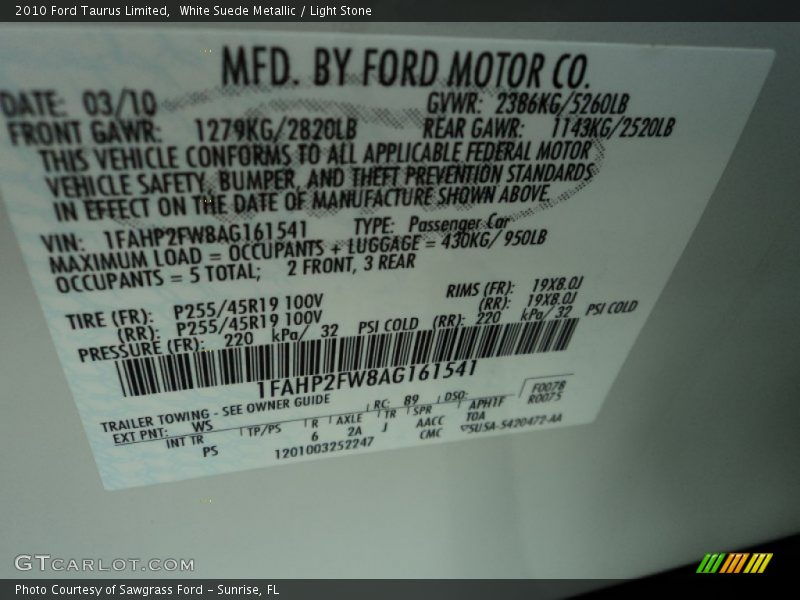 2010 Ford Taurus Limited,  White Suede Metallic / Light Stone
MFD. BY FORD MOTOR CO.
DATE: 03/10 GVWR: 2386KG/5260LB
FRONT GAWR: 1279KG/2820LB REAR GAWR: 1143KG/2520LB
THIS VEHICLE CONFORMS TO ALL APPLICABLE FEDERAL MOTOR
VEHICLE SAFETY, BUMPER, AND THEFT PREVENTION STANDARDS
IN EFFECT ON THE DATE OF MANUFACTURE SHOWN ABOVE.
VIN: 1FAHP2FW8AG161541 TYPE: Passenger Car
MAXIMUM LOAD = OCCUPANTS + LUGGAGE = 430KG/ 950LB
OCCUPANTS = 5 TOTAL; 2 FRONT, 3 REAR
TIRE (FR): P255/45R19 100V RIMS (FR): 19X8.0J
(RR): P255/45R19 100V (RR): 19X8.0J
PRESSURE (FR): 220 kPa/ 32 PSI COLD (RR): 220 kPa/ 32 PSI COLD
1FAHP2FW8AG161541
TRAILER TOWING - SEE OWNER GUIDE RC: 89 DSO: F0078
EXT PNT: WS R0075
INT TR TP/PS R AXLE TR SPR APHTF
PS 6 2A J AACC TOA
1201003252247 CMC SU5A-5420472-AA
GTCarLot.com
Photo Courtesy of Sawgrass Ford - Sunrise, FL